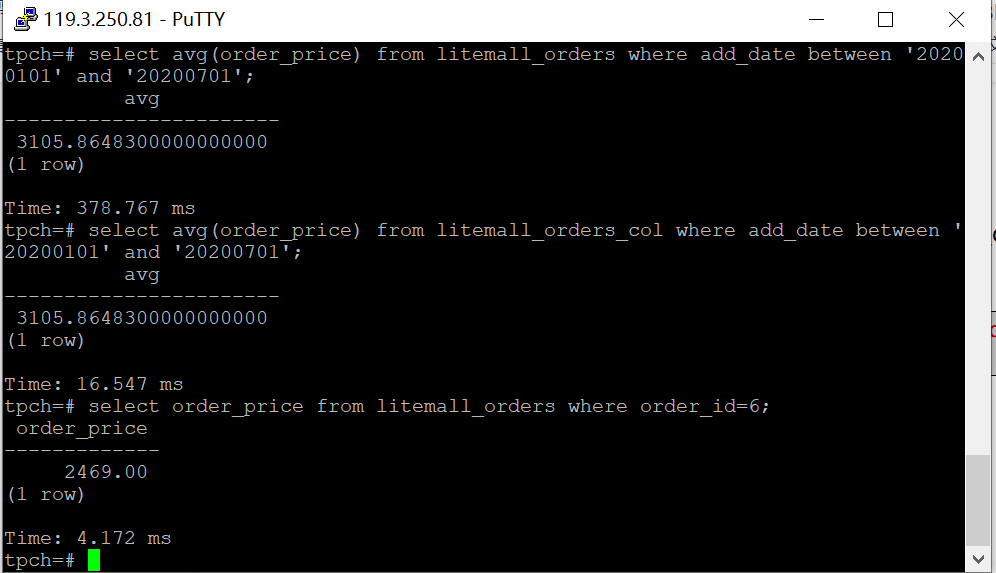 119.3.250.81 - PuTTY
tpch=# select avg(order_price) from litemall_orders where add_date between '2020
0101' and '20200701';
avg
-----------------------
3105.8648300000000000
(1 row)
Time: 378.767 ms
tpch=# select avg(order_price) from litemall_orders_col where add_date between '
20200101' and '20200701';
avg
-----------------------
3105.8648300000000000
(1 row)
Time: 16.547 ms
tpch=# select order_price from litemall_orders where order_id=6;
order_price
-------------
2469.00
(1 row)
Time: 4.172 ms
tpch=#